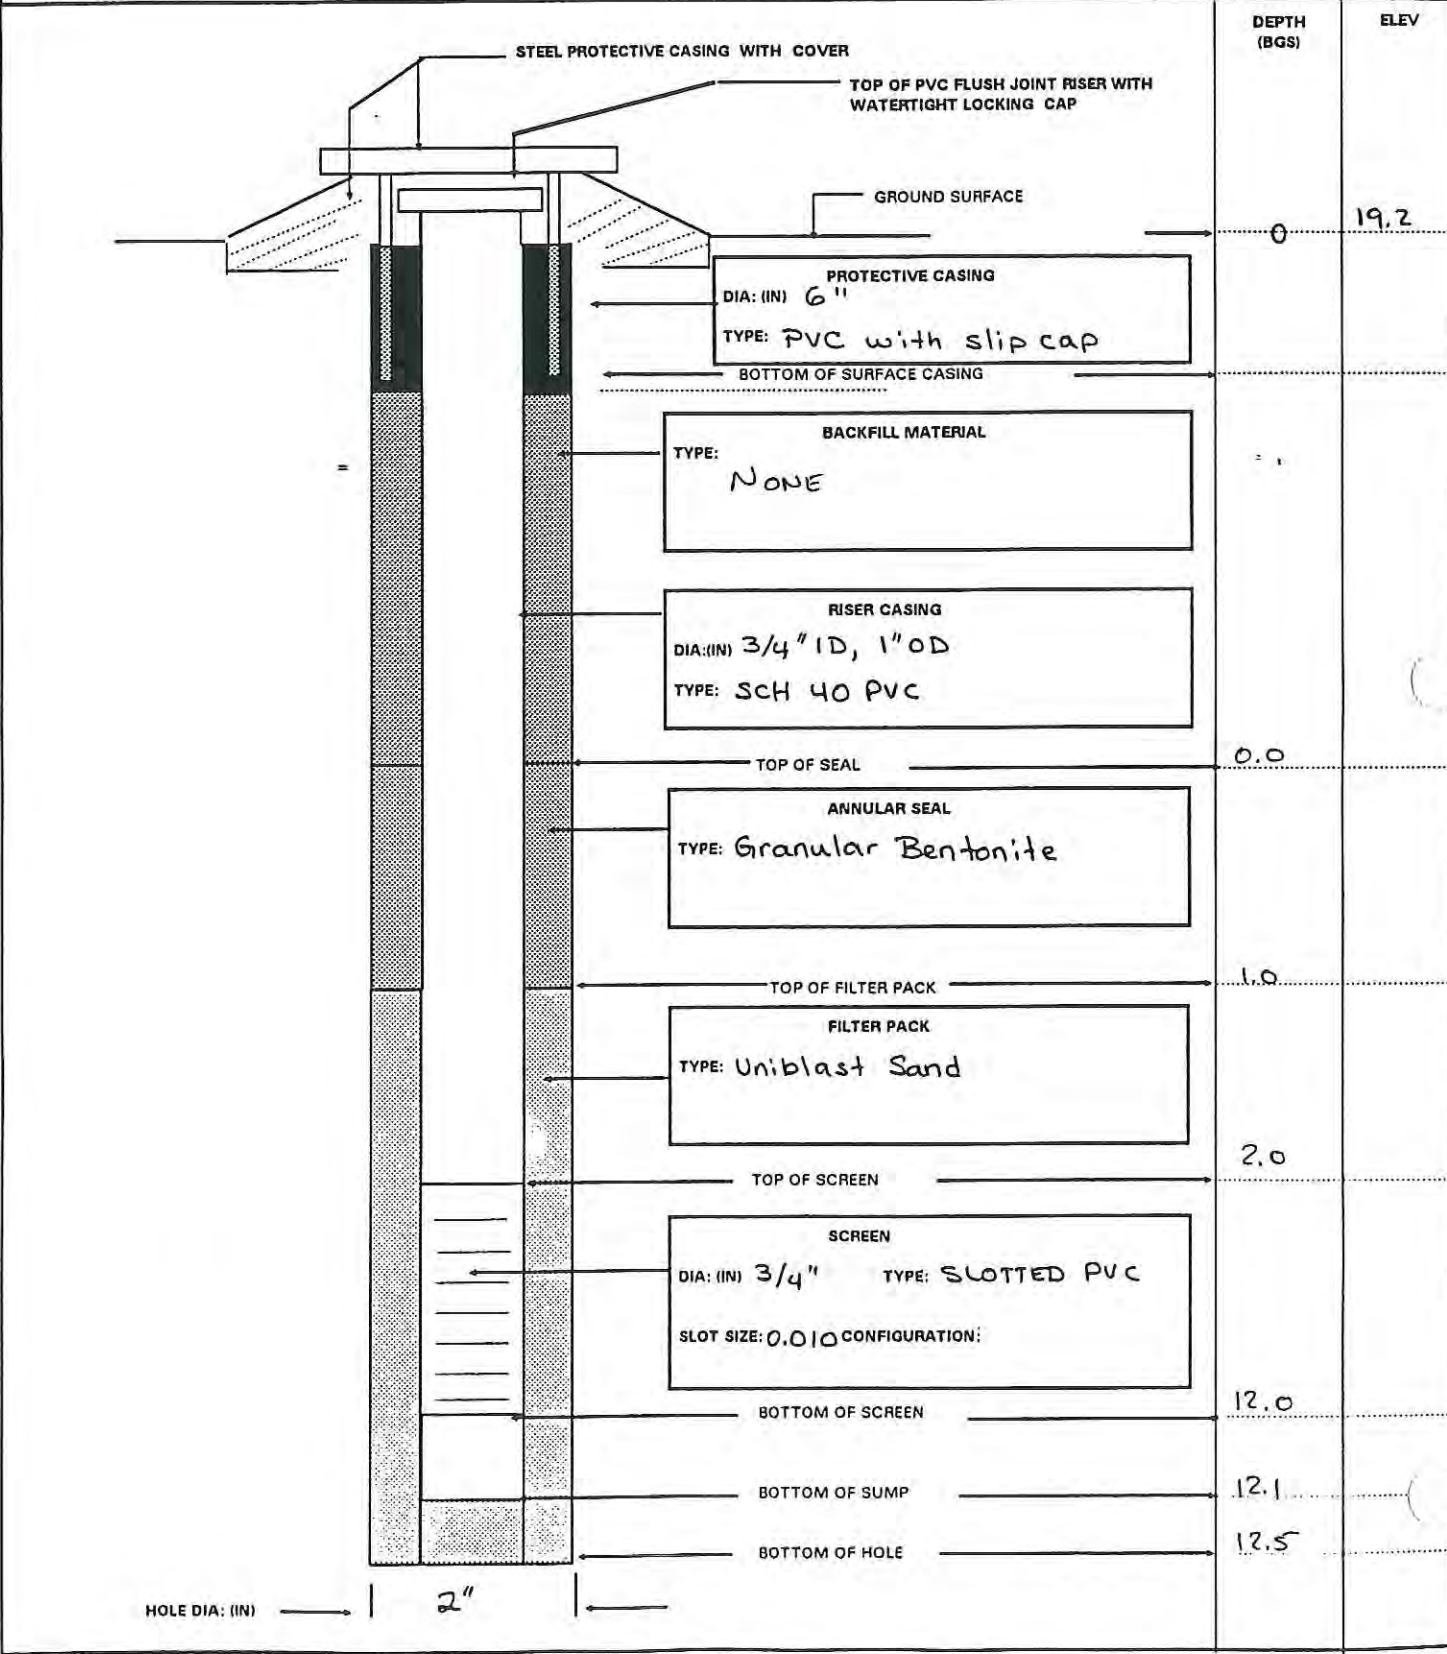 DEPTH (BGS)
ELEV
STEEL PROTECTIVE CASING WITH COVER
TOP OF PVC FLUSH JOINT RISER WITH
WATERTIGHT LOCKING CAP
GROUND SURFACE
0
19.2
PROTECTIVE CASING
DIA: (IN) 6"
TYPE: PVC with slip cap
BOTTOM OF SURFACE CASING
BACKFILL MATERIAL
TYPE:
NONE
RISER CASING
DIA:(IN) 3/4" ID, 1" OD
TYPE: SCH 40 PVC
TOP OF SEAL
0.0
ANNULAR SEAL
TYPE: Granular Bentonite
TOP OF FILTER PACK
1.0
FILTER PACK
TYPE: Uniblast Sand
TOP OF SCREEN
2.0
SCREEN
DIA: (IN) 3/4" TYPE: SLOTTED PVC
SLOT SIZE: 0.010 CONFIGURATION:
BOTTOM OF SCREEN
12.0
BOTTOM OF SUMP
12.1
BOTTOM OF HOLE
12.5
HOLE DIA: (IN)
2"